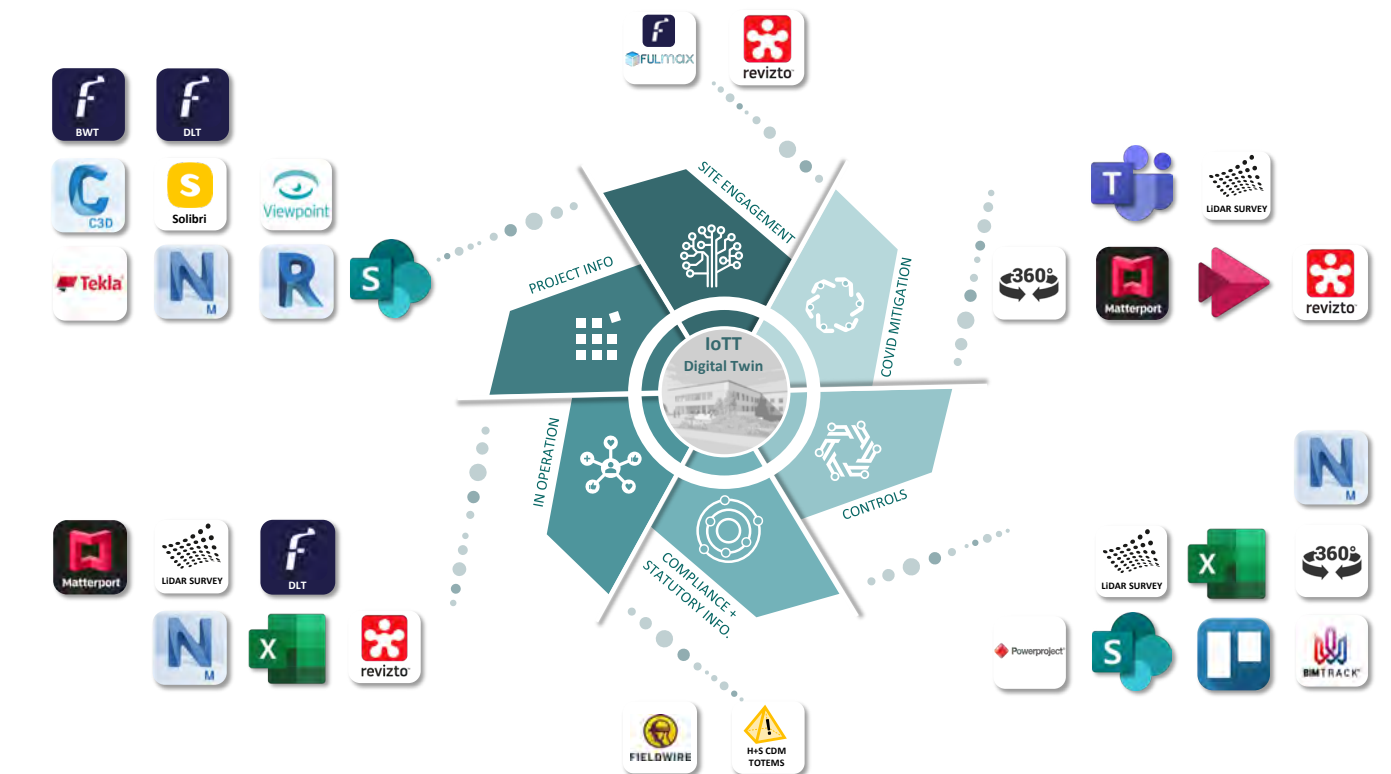 F
FULMAX
revizto
F
BWT
F
DLT
C
C3D
S
Solibri
Viewpoint
Tekla
N
M
R
S
SITE ENGAGEMENT
PROJECT INFO
COVID MITIGATION
IoTT
Digital Twin
IN OPERATION
CONTROLS
COMPLIANCE +
STATUTORY INFO.
T
LiDAR SURVEY
360°
Matterport
revizto
Matterport
LiDAR SURVEY
F
DLT
N
M
X
revizto
N
M
LiDAR SURVEY
X
360°
Powerproject
S
BIMTRACK
FIELDWIRE
!
H+S CDM
TOTEMS